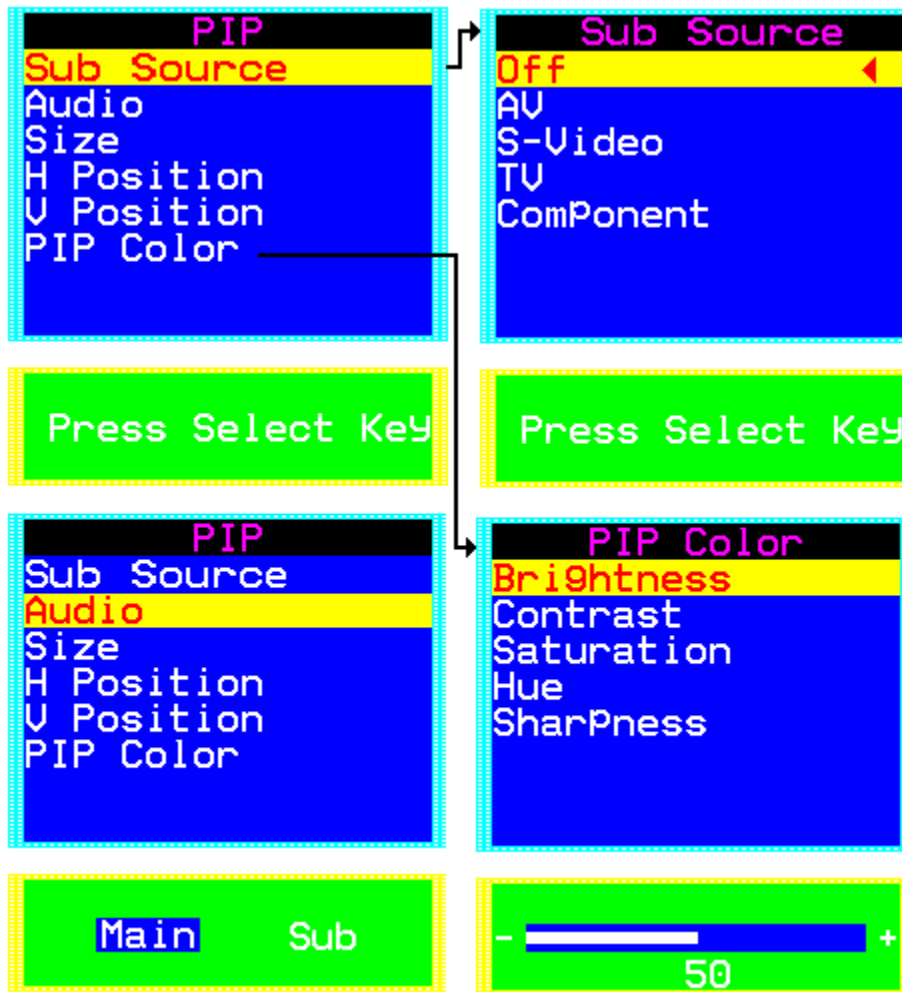 PIP
Sub Source
Audio
Size
H Position
V Position
PIP Color
Press Select Key
Sub Source
Off
AV
S-Video
TV
Component
Press Select Key
PIP
Sub Source
Audio
Size
H Position
V Position
PIP Color
Main Sub
PIP Color
Brightness
Contrast
Saturation
Hue
Sharpness
- +
50